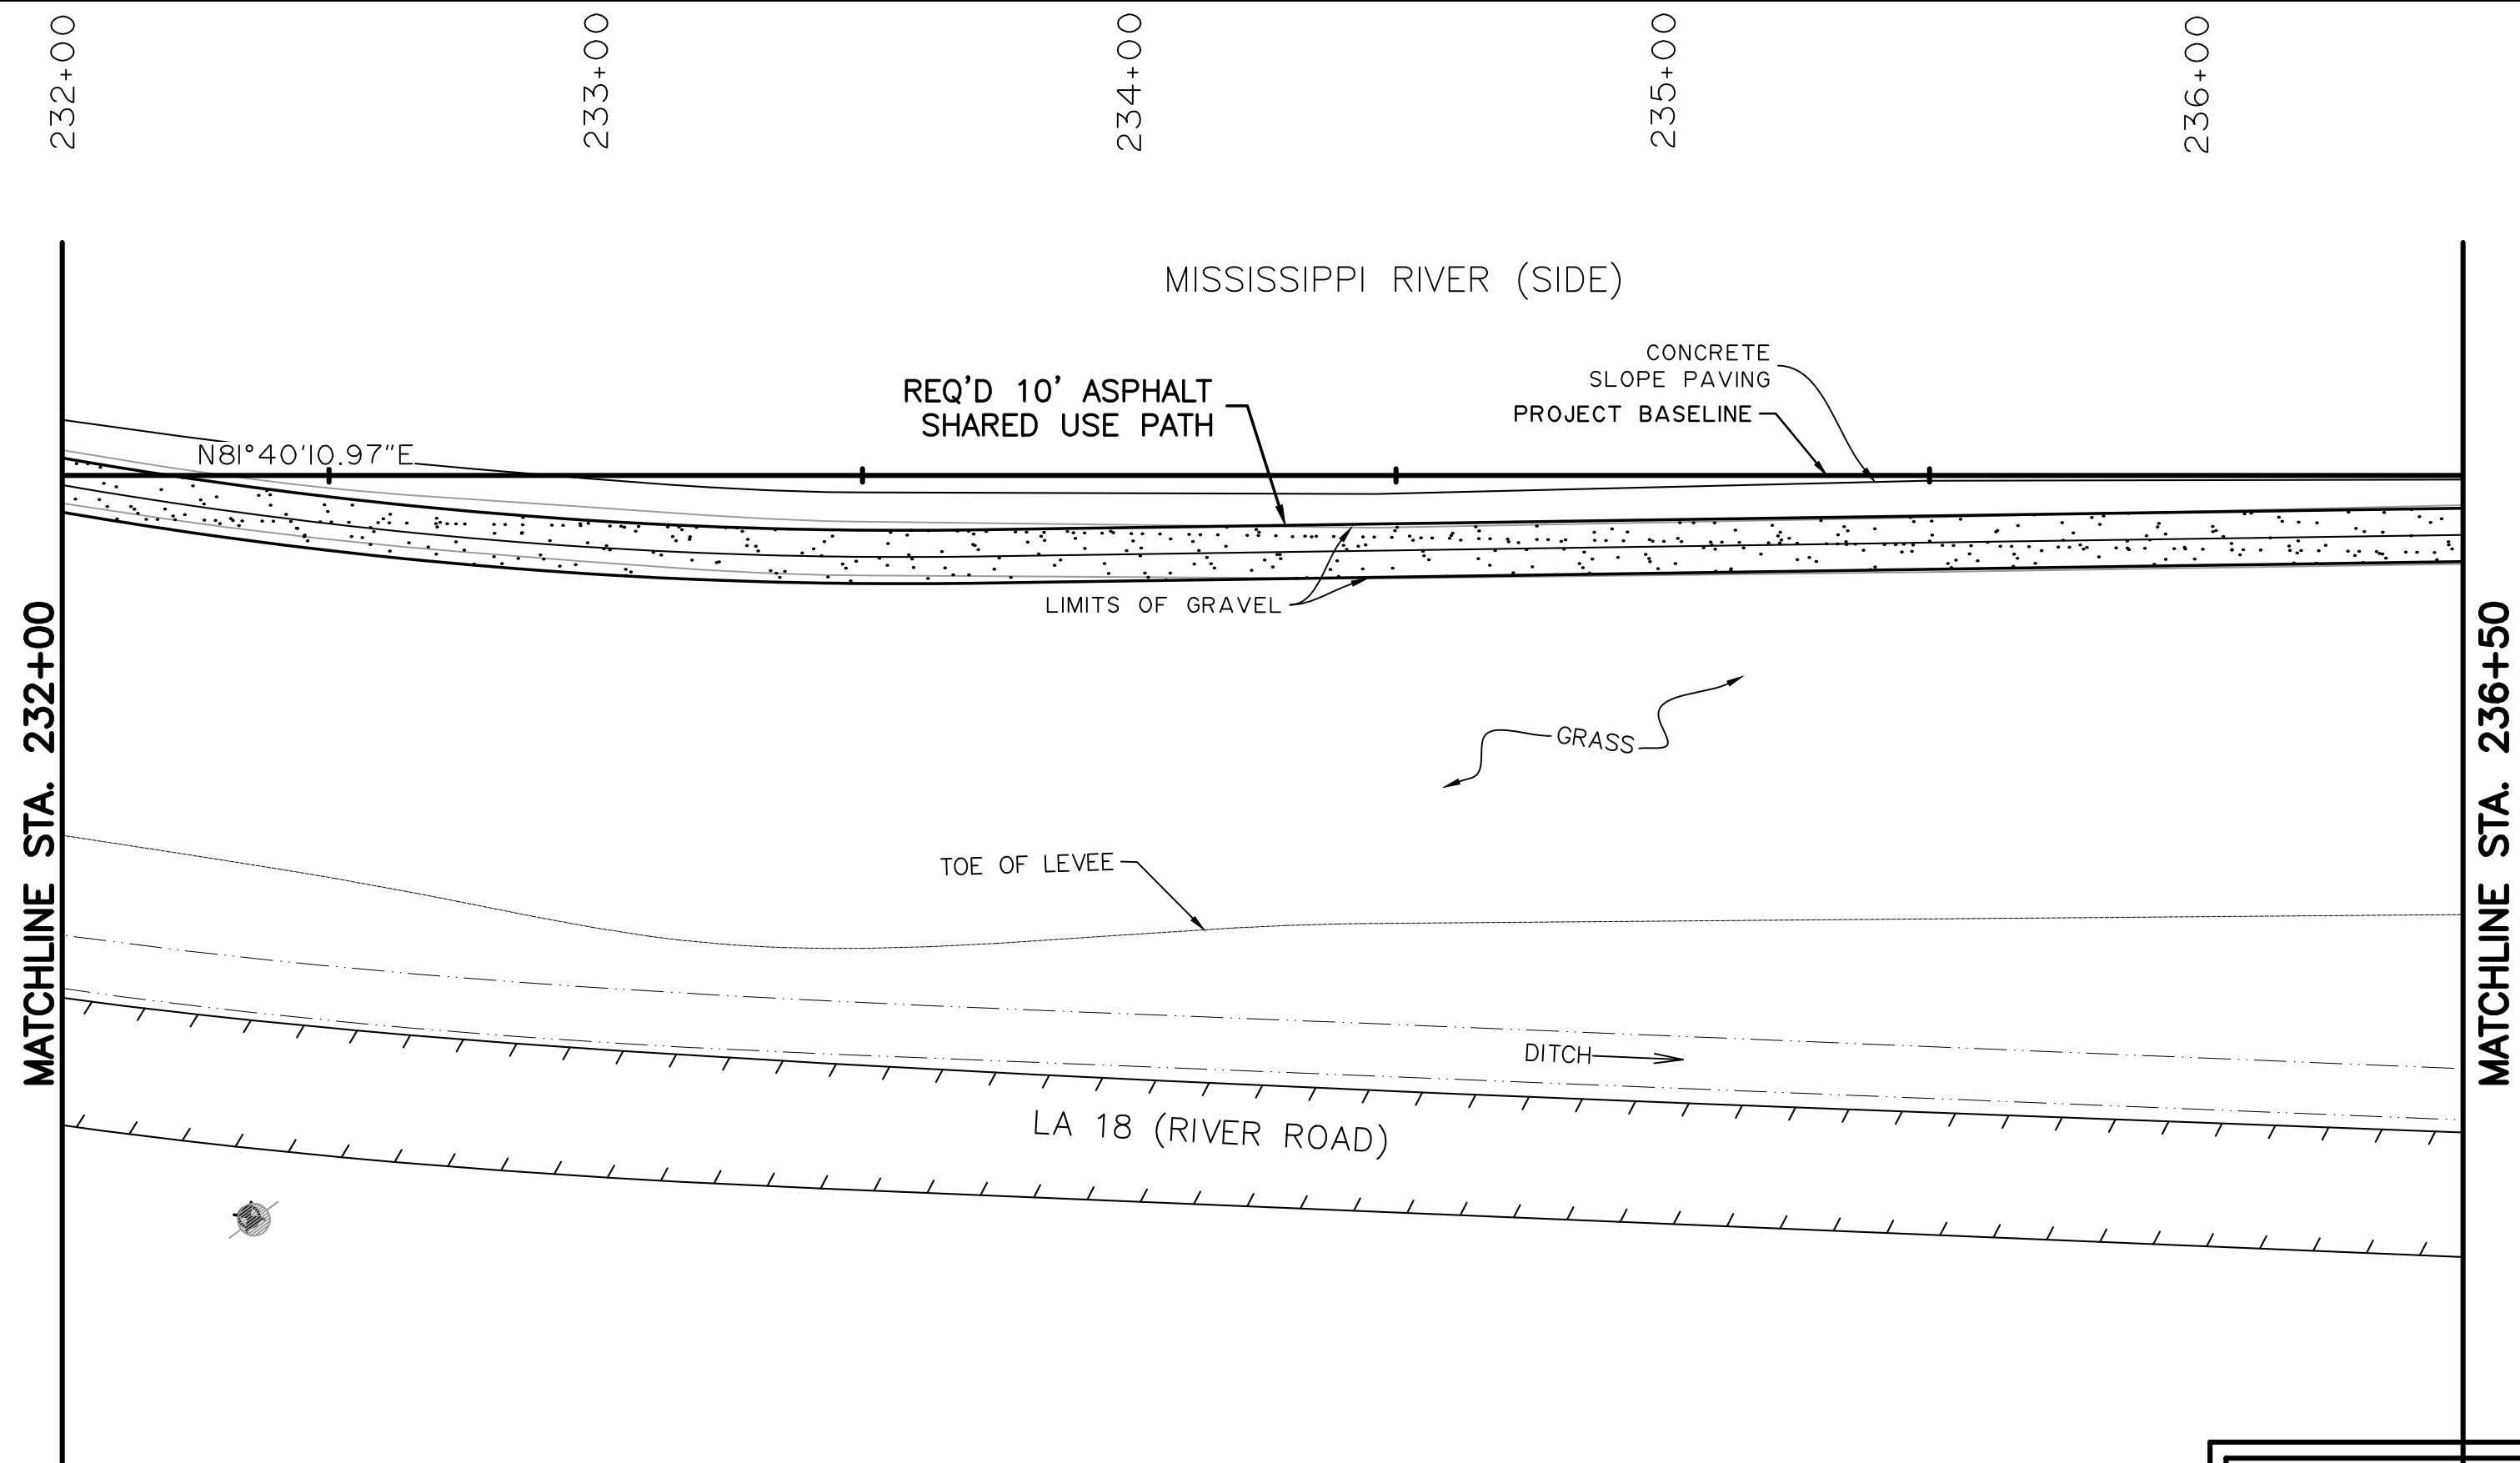 232+00
233+00
234+00
235+00
236+00
MISSISSIPPI RIVER (SIDE)
CONCRETE
SLOPE PAVING
PROJECT BASELINE
REQ'D 10' ASPHALT
SHARED USE PATH
N81°40'10.97"E
LIMITS OF GRAVEL
GRASS
MATCHLINE STA. 232+00
MATCHLINE STA. 236+50
TOE OF LEVEE
DITCH
LA 18 (RIVER ROAD)